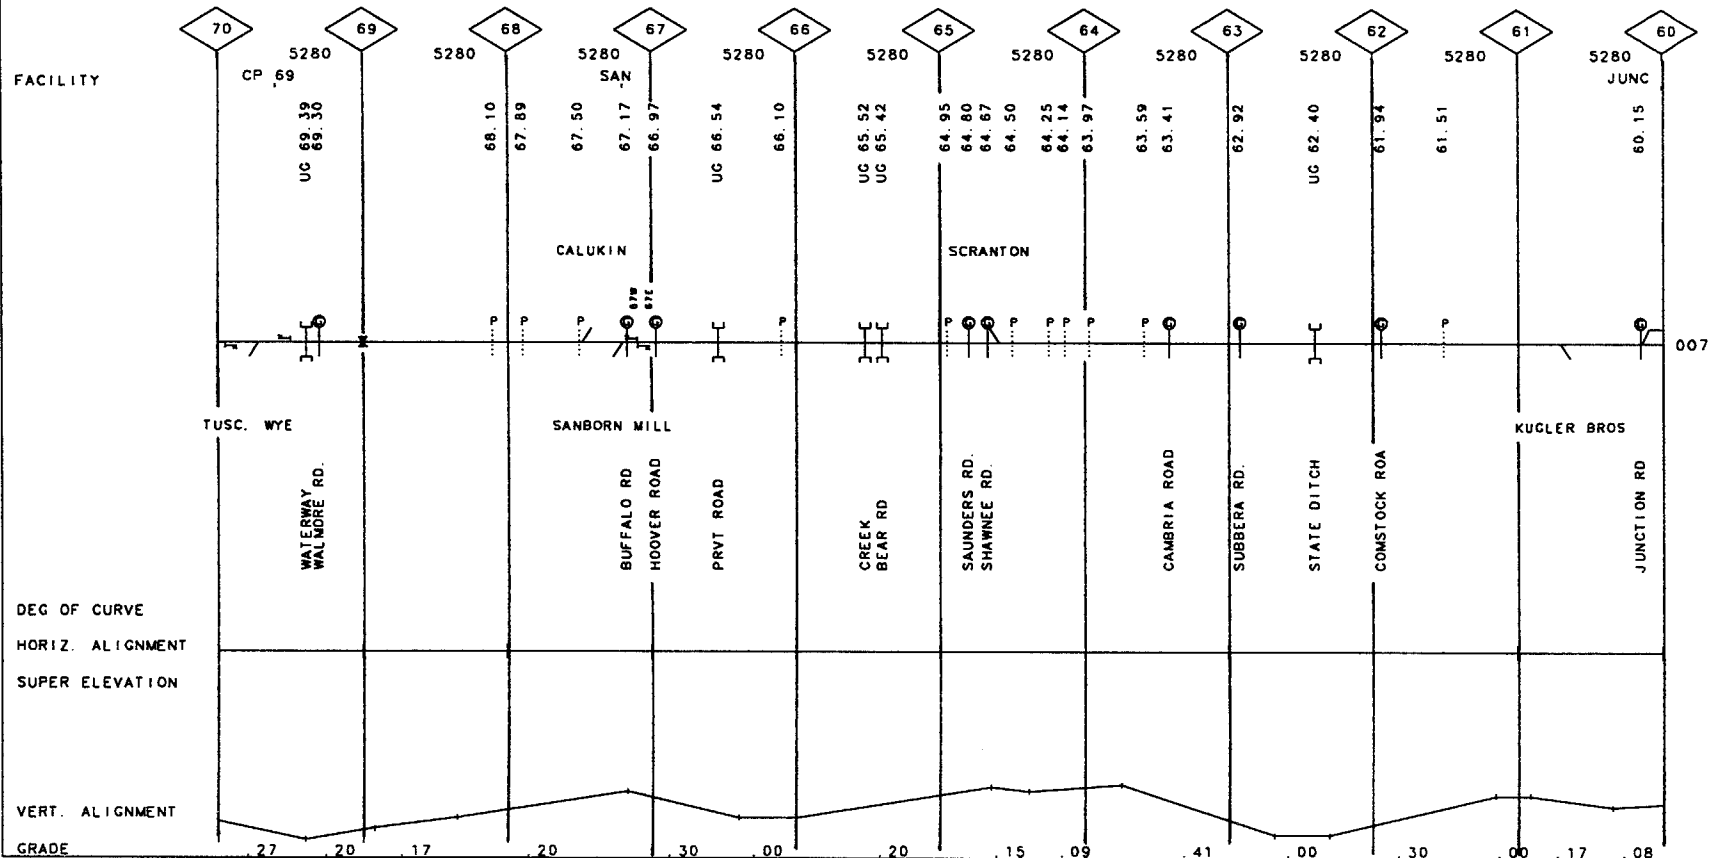 70 69 68 67 66 65 64 63 62 61 60
5280 5280 5280 5280 5280 5280 5280 5280 5280 5280
FACILITY CP 69 SAN JUNC
UG 69.39
69.30
68.10
67.89
67.50
67.17
66.97
UG 66.54
66.10
UG 65.52
UG 65.42
64.95
64.80
64.67
64.50
64.25
64.14
63.97
63.59
63.41
62.92
UG 62.40
61.94
61.51
60.15
CALUKIN SCRANTON
67W
67E
G P P P G G P P G G P P P P P G G G P G
007
TUSC. WYE SANBORN MILL KUGLER BROS
WATERWAY
WALMORE RD.
BUFFALO RD
HOOVER ROAD
PRVT ROAD
CREEK
BEAR RD
SAUNDERS RD.
SHAWNEE RD.
CAMBRIA ROAD
SUBBERA RD.
STATE DITCH
COMSTOCK ROA
JUNCTION RD
DEG OF CURVE
HORIZ. ALIGNMENT
SUPER ELEVATION
VERT. ALIGNMENT
GRADE .27 .20 .17 .20 .30 .00 .20 .15 .09 .41 .00 .30 .00 .17 .08